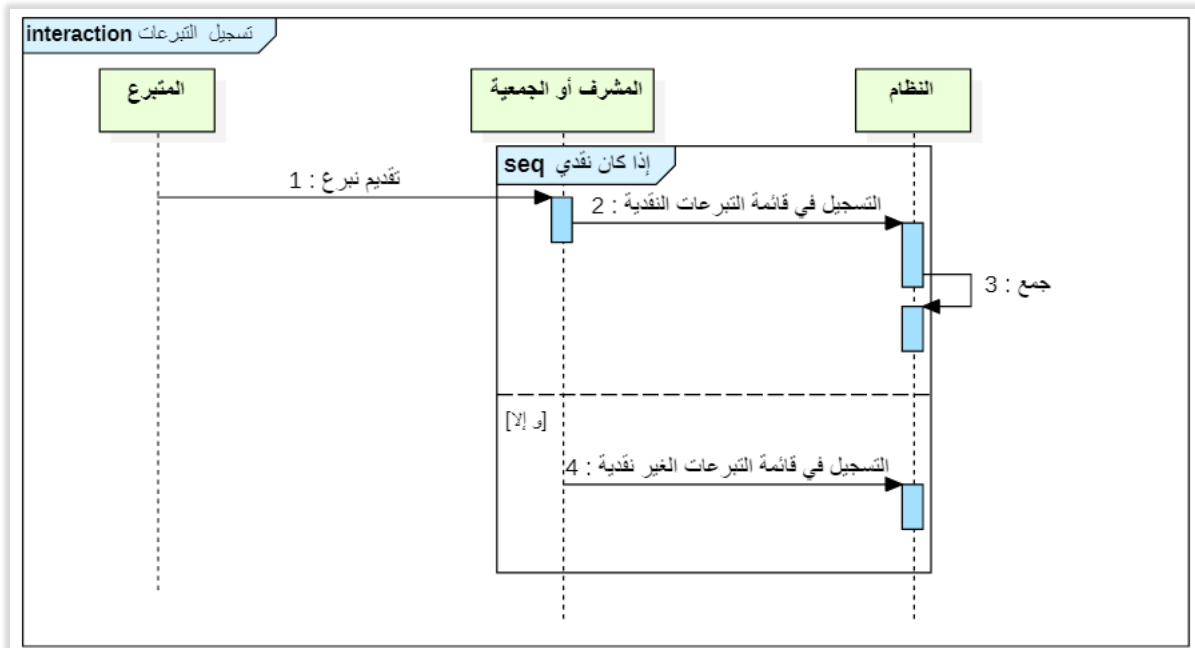 interaction تسجيل التبرعات
المتبرع
المشرف أو الجمعية
النظام
seq إذا كان نقدي
1 : تقديم نبرع
2 : التسجيل في قائمة التبرعات النقدية
3 : جمع
[و إلا]
4 : التسجيل في قائمة التبرعات الغير نقدية